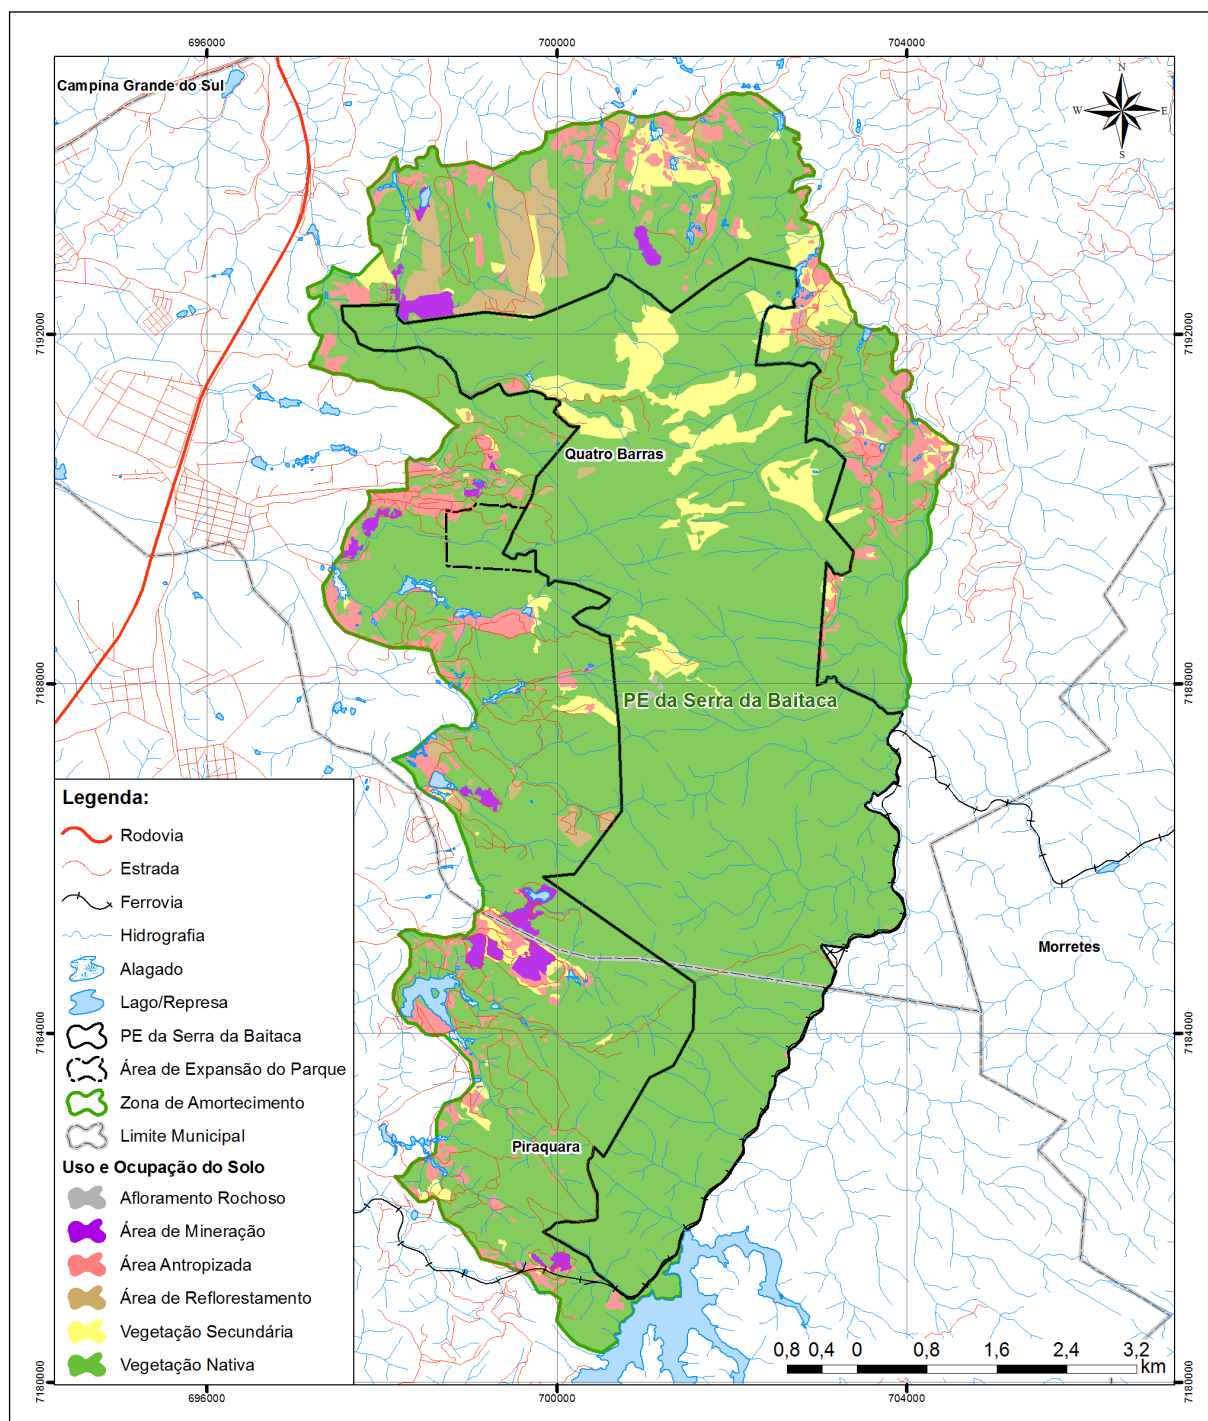 696000
700000
704000
Campina Grande do Sul
N
W
E
S
7192000
7192000
Quatro Barras
7188000
7188000
PE da Serra da Baitaca
Morretes
7184000
7184000
Piraquara
Legenda:
Rodovia
Estrada
Ferrovia
Hidrografia
Alagado
Lago/Represa
PE da Serra da Baitaca
Área de Expansão do Parque
Zona de Amortecimento
Limite Municipal
Uso e Ocupação do Solo
Afloramento Rochoso
Área de Mineração
Área Antropizada
Área de Reflorestamento
Vegetação Secundária
Vegetação Nativa
0,8 0,4 0 0,8 1,6 2,4 3,2
km
7180000
7180000
696000
700000
704000